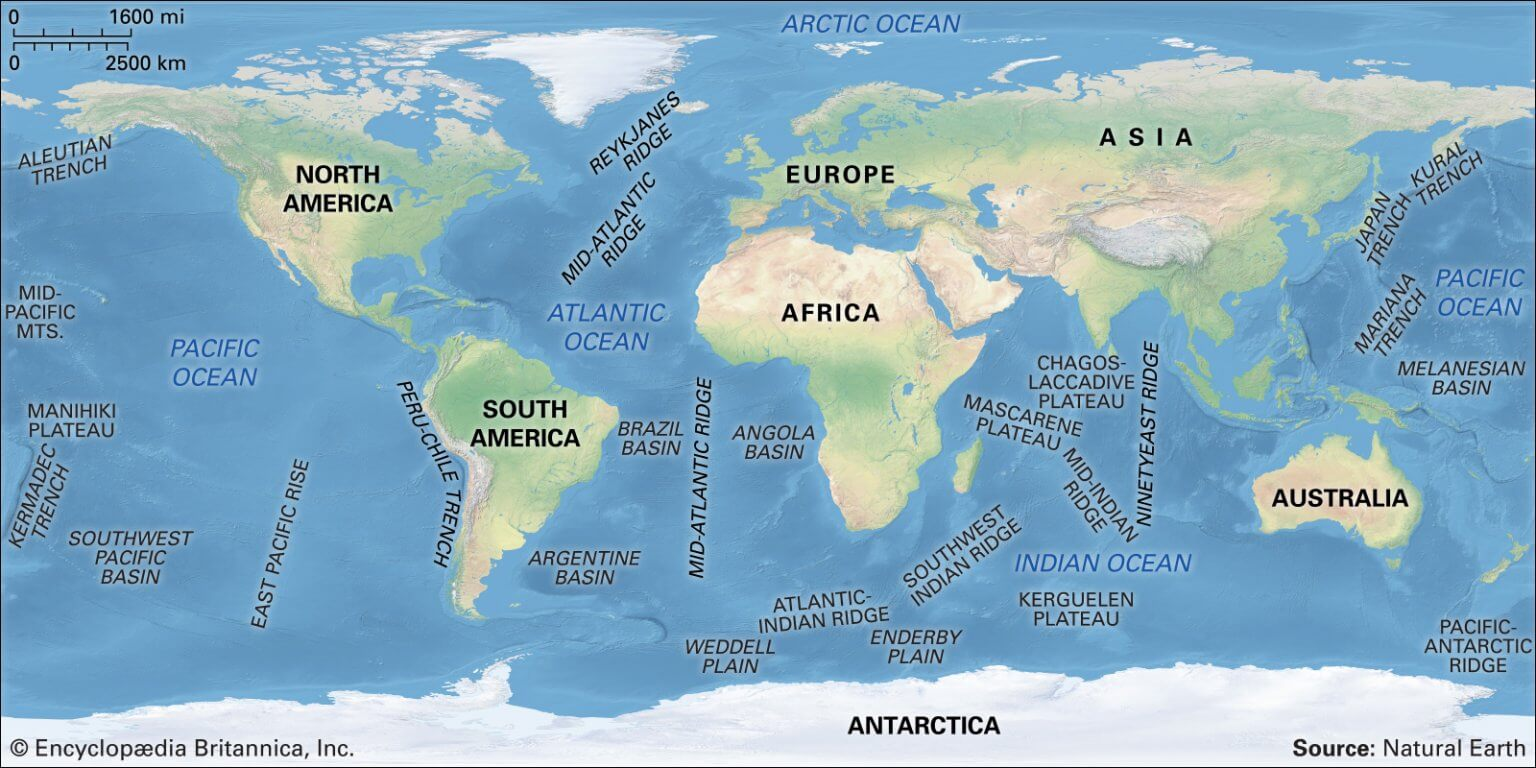 0 1600 mi
0 2500 km
ARCTIC OCEAN
ALEUTIAN
TRENCH
NORTH
AMERICA
REYKJANES
RIDGE
MID-ATLANTIC
RIDGE
EUROPE
ASIA
KURAL
TRENCH
JAPAN
TRENCH
MID-
PACIFIC
MTS.
PACIFIC
OCEAN
ATLANTIC
OCEAN
AFRICA
MARIANA
TRENCH
PACIFIC
OCEAN
MELANESIAN
BASIN
MANIHIKI
PLATEAU
KERMADEC
TRENCH
SOUTHWEST
PACIFIC
BASIN
EAST PACIFIC RISE
PERU-CHILE TRENCH
SOUTH
AMERICA
BRAZIL
BASIN
ARGENTINE
BASIN
MID-ATLANTIC RIDGE
ANGOLA
BASIN
CHAGOS-
LACCADIVE
PLATEAU
MASCARENE
PLATEAU
MID-INDIAN
RIDGE
NINETYEAST RIDGE
AUSTRALIA
SOUTHWEST
INDIAN RIDGE
INDIAN OCEAN
ATLANTIC-
INDIAN RIDGE
KERGUELEN
PLATEAU
WEDDELL
PLAIN
ENDERBY
PLAIN
PACIFIC-
ANTARCTIC
RIDGE
ANTARCTICA
© Encyclopædia Britannica, Inc.
Source: Natural Earth